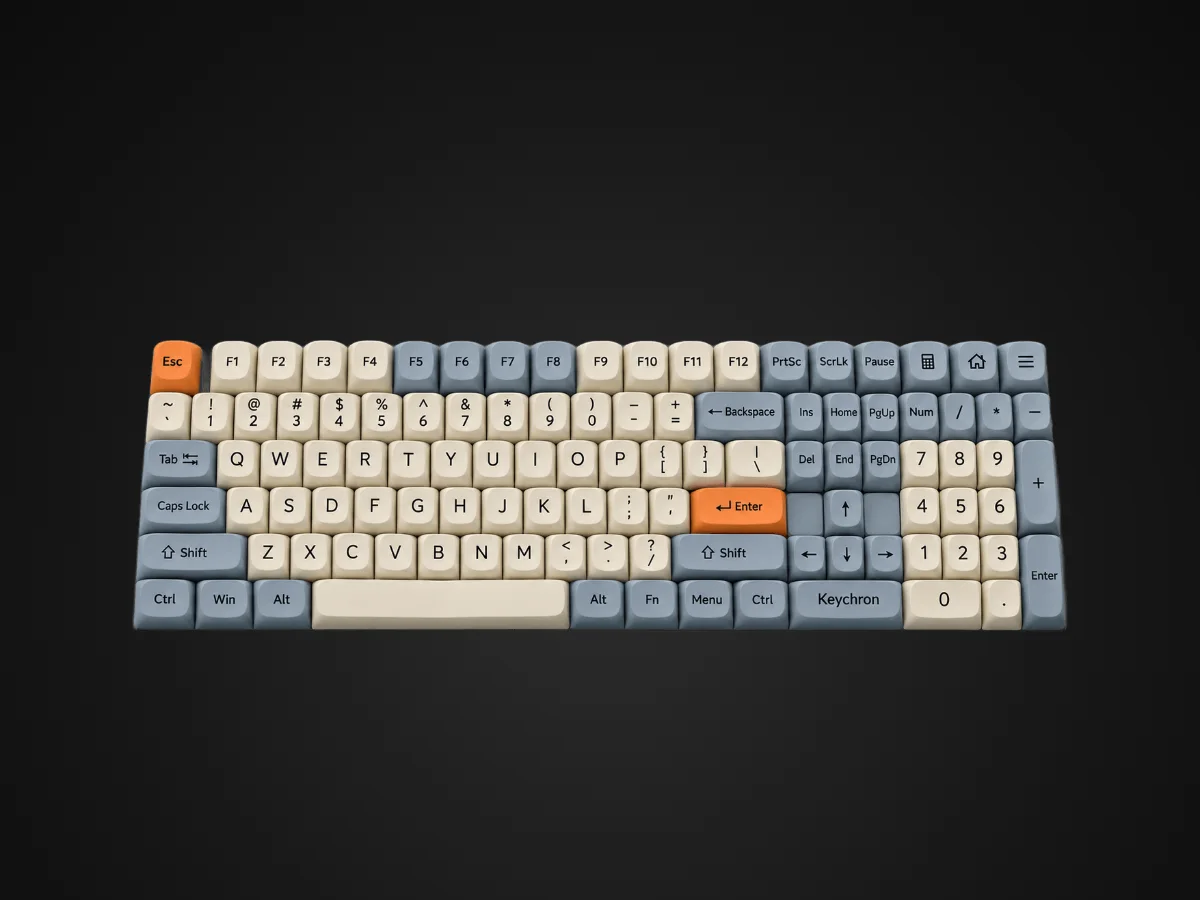 Esc F1 F2 F3 F4 F5 F6 F7 F8 F9 F10 F11 F12 PrtSc ScrLk Pause
~ ! @ # $ % ^ & * ( ) – +
` 1 2 3 4 5 6 7 8 9 0 - = ← Backspace Ins Home PgUp Num / * –
Tab Q W E R T Y U I O P { } | Del End PgDn 7 8 9 +
[ ] \
Caps Lock A S D F G H J K L : " ↵ Enter ↑ 4 5 6
; '
⇧ Shift Z X C V B N M < > ? ⇧ Shift ← ↓ → 1 2 3 Enter
, . /
Ctrl Win Alt Alt Fn Menu Ctrl Keychron 0 .